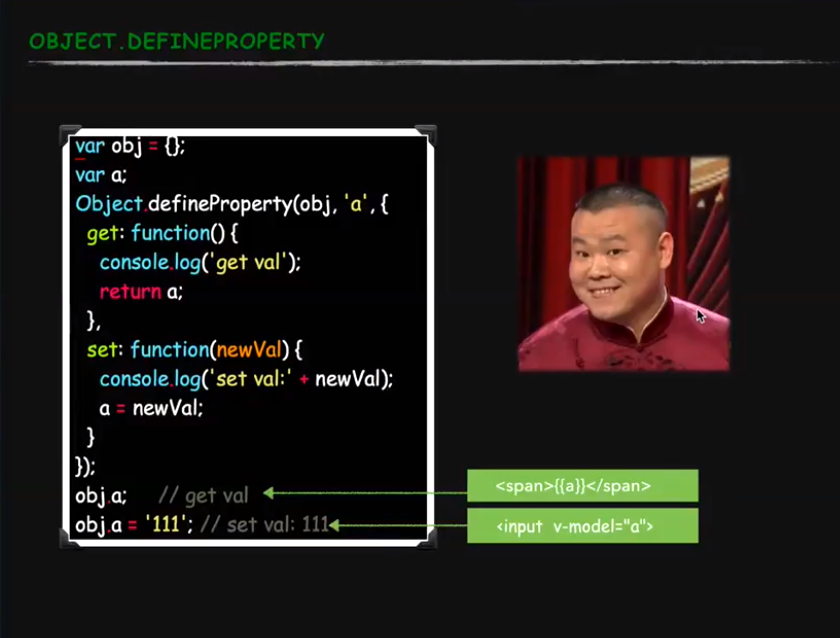 OBJECT.DEFINEPROPERTY
var obj = {};
var a;
Object.defineProperty(obj, 'a', {
get: function() {
console.log('get val');
return a;
},
set: function(newVal) {
console.log('set val:' + newVal);
a = newVal;
}
});
obj.a; // get val
<span>{{a}}</span>
obj.a = '111'; // set val: 111
<input v-model="a">